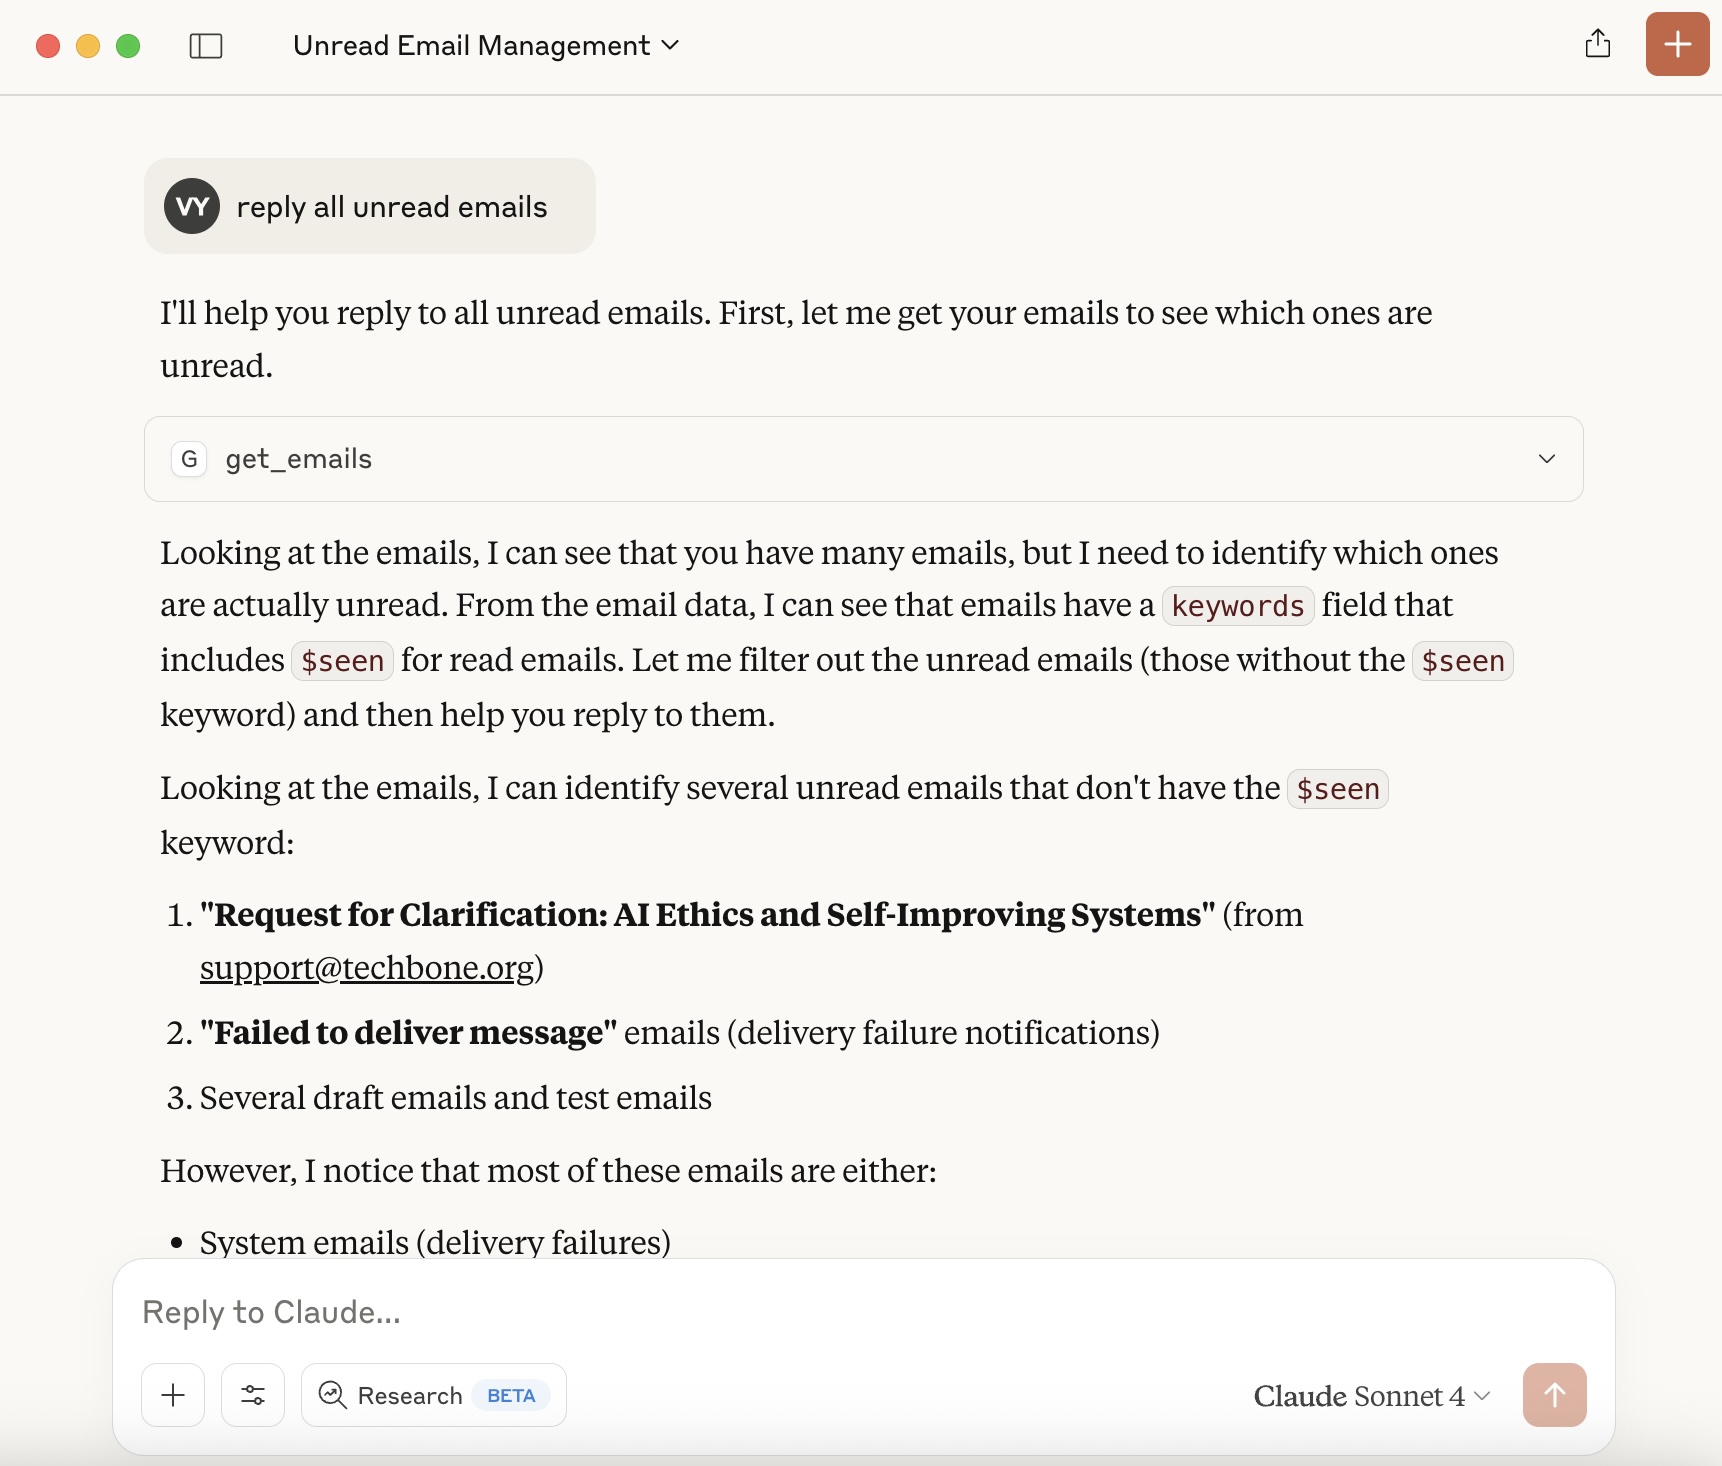 Unread Email Management
VY
reply all unread emails
I'll help you reply to all unread emails. First, let me get your emails to see which ones are
unread.
G
get_emails
Looking at the emails, I can see that you have many emails, but I need to identify which ones
are actually unread. From the email data, I can see that emails have a keywords field that
includes $seen for read emails. Let me filter out the unread emails (those without the $seen
keyword) and then help you reply to them.
Looking at the emails, I can identify several unread emails that don't have the $seen
keyword:
1. "Request for Clarification: AI Ethics and Self-Improving Systems" (from
support@techbone.org)
2. "Failed to deliver message" emails (delivery failure notifications)
3. Several draft emails and test emails
However, I notice that most of these emails are either:
• System emails (delivery failures)
Reply to Claude...
Research BETA
Claude Sonnet 4